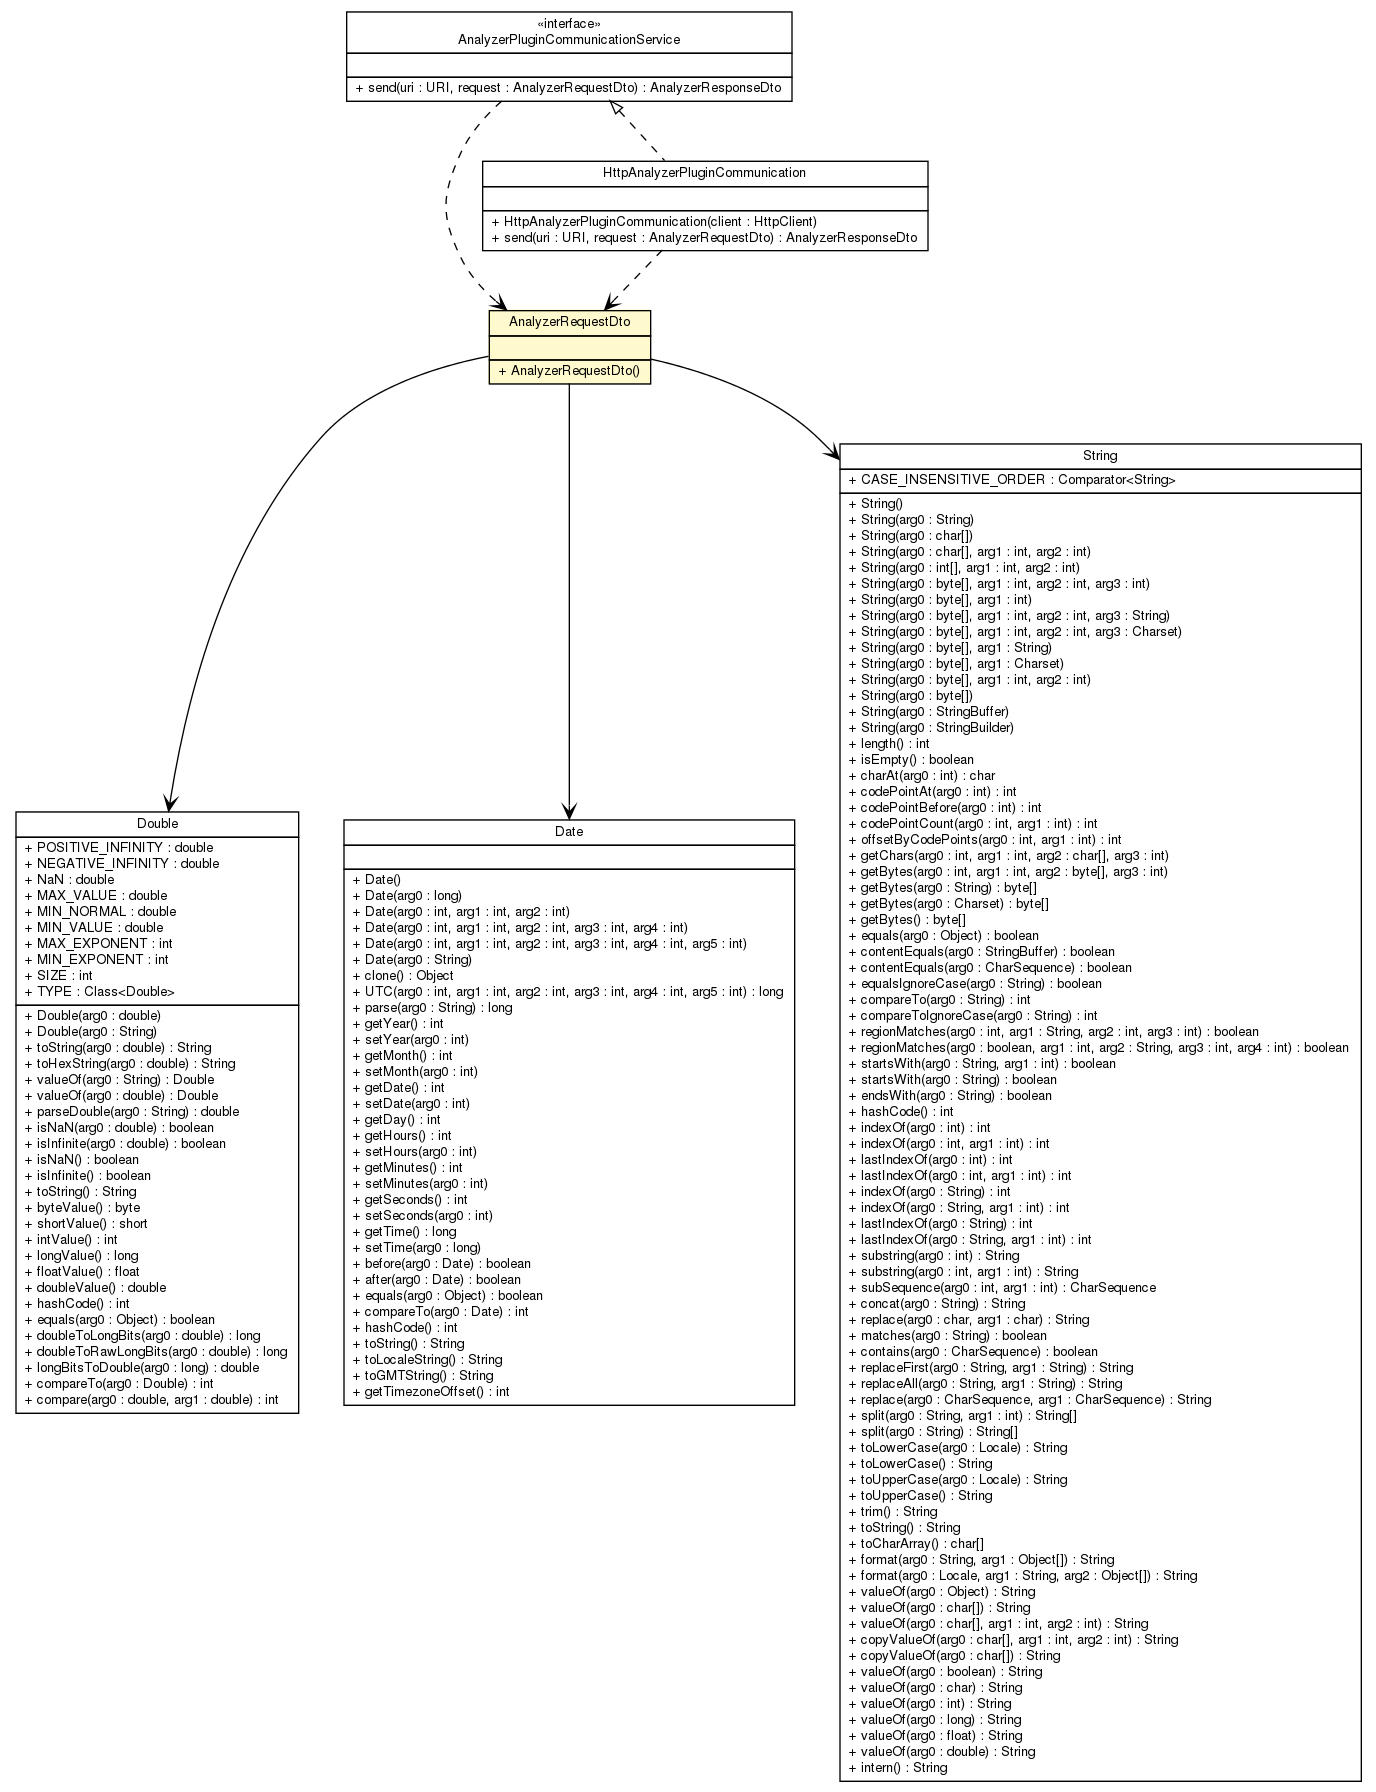 «interface»
AnalyzerPluginCommunicationService
+ send(uri : URI, request : AnalyzerRequestDto) : AnalyzerResponseDto
HttpAnalyzerPluginCommunication
+ HttpAnalyzerPluginCommunication(client : HttpClient)
+ send(uri : URI, request : AnalyzerRequestDto) : AnalyzerResponseDto
AnalyzerRequestDto
+ AnalyzerRequestDto()
Double
+ POSITIVE_INFINITY : double
+ NEGATIVE_INFINITY : double
+ NaN : double
+ MAX_VALUE : double
+ MIN_NORMAL : double
+ MIN_VALUE : double
+ MAX_EXPONENT : int
+ MIN_EXPONENT : int
+ SIZE : int
+ TYPE : Class<Double>
+ Double(arg0 : double)
+ Double(arg0 : String)
+ toString(arg0 : double) : String
+ toHexString(arg0 : double) : String
+ valueOf(arg0 : String) : Double
+ valueOf(arg0 : double) : Double
+ parseDouble(arg0 : String) : double
+ isNaN(arg0 : double) : boolean
+ isInfinite(arg0 : double) : boolean
+ isNaN() : boolean
+ isInfinite() : boolean
+ toString() : String
+ byteValue() : byte
+ shortValue() : short
+ intValue() : int
+ longValue() : long
+ floatValue() : float
+ doubleValue() : double
+ hashCode() : int
+ equals(arg0 : Object) : boolean
+ doubleToLongBits(arg0 : double) : long
+ doubleToRawLongBits(arg0 : double) : long
+ longBitsToDouble(arg0 : long) : double
+ compareTo(arg0 : Double) : int
+ compare(arg0 : double, arg1 : double) : int
Date
+ Date()
+ Date(arg0 : long)
+ Date(arg0 : int, arg1 : int, arg2 : int)
+ Date(arg0 : int, arg1 : int, arg2 : int, arg3 : int, arg4 : int)
+ Date(arg0 : int, arg1 : int, arg2 : int, arg3 : int, arg4 : int, arg5 : int)
+ Date(arg0 : String)
+ clone() : Object
+ UTC(arg0 : int, arg1 : int, arg2 : int, arg3 : int, arg4 : int, arg5 : int) : long
+ parse(arg0 : String) : long
+ getYear() : int
+ setYear(arg0 : int)
+ getMonth() : int
+ setMonth(arg0 : int)
+ getDate() : int
+ setDate(arg0 : int)
+ getDay() : int
+ getHours() : int
+ setHours(arg0 : int)
+ getMinutes() : int
+ setMinutes(arg0 : int)
+ getSeconds() : int
+ setSeconds(arg0 : int)
+ getTime() : long
+ setTime(arg0 : long)
+ before(arg0 : Date) : boolean
+ after(arg0 : Date) : boolean
+ equals(arg0 : Object) : boolean
+ compareTo(arg0 : Date) : int
+ hashCode() : int
+ toString() : String
+ toLocaleString() : String
+ toGMTString() : String
+ getTimezoneOffset() : int
String
+ CASE_INSENSITIVE_ORDER : Comparator<String>
+ String()
+ String(arg0 : String)
+ String(arg0 : char[])
+ String(arg0 : char[], arg1 : int, arg2 : int)
+ String(arg0 : int[], arg1 : int, arg2 : int)
+ String(arg0 : byte[], arg1 : int, arg2 : int, arg3 : int)
+ String(arg0 : byte[], arg1 : int)
+ String(arg0 : byte[], arg1 : int, arg2 : int, arg3 : String)
+ String(arg0 : byte[], arg1 : int, arg2 : int, arg3 : Charset)
+ String(arg0 : byte[], arg1 : String)
+ String(arg0 : byte[], arg1 : Charset)
+ String(arg0 : byte[], arg1 : int, arg2 : int)
+ String(arg0 : byte[])
+ String(arg0 : StringBuffer)
+ String(arg0 : StringBuilder)
+ length() : int
+ isEmpty() : boolean
+ charAt(arg0 : int) : char
+ codePointAt(arg0 : int) : int
+ codePointBefore(arg0 : int) : int
+ codePointCount(arg0 : int, arg1 : int) : int
+ offsetByCodePoints(arg0 : int, arg1 : int) : int
+ getChars(arg0 : int, arg1 : int, arg2 : char[], arg3 : int)
+ getBytes(arg0 : int, arg1 : int, arg2 : byte[], arg3 : int)
+ getBytes(arg0 : String) : byte[]
+ getBytes(arg0 : Charset) : byte[]
+ getBytes() : byte[]
+ equals(arg0 : Object) : boolean
+ contentEquals(arg0 : StringBuffer) : boolean
+ contentEquals(arg0 : CharSequence) : boolean
+ equalsIgnoreCase(arg0 : String) : boolean
+ compareTo(arg0 : String) : int
+ compareToIgnoreCase(arg0 : String) : int
+ regionMatches(arg0 : int, arg1 : String, arg2 : int, arg3 : int) : boolean
+ regionMatches(arg0 : boolean, arg1 : int, arg2 : String, arg3 : int, arg4 : int) : boolean
+ startsWith(arg0 : String, arg1 : int) : boolean
+ startsWith(arg0 : String) : boolean
+ endsWith(arg0 : String) : boolean
+ hashCode() : int
+ indexOf(arg0 : int) : int
+ indexOf(arg0 : int, arg1 : int) : int
+ lastIndexOf(arg0 : int) : int
+ lastIndexOf(arg0 : int, arg1 : int) : int
+ indexOf(arg0 : String) : int
+ indexOf(arg0 : String, arg1 : int) : int
+ lastIndexOf(arg0 : String) : int
+ lastIndexOf(arg0 : String, arg1 : int) : int
+ substring(arg0 : int) : String
+ substring(arg0 : int, arg1 : int) : String
+ subSequence(arg0 : int, arg1 : int) : CharSequence
+ concat(arg0 : String) : String
+ replace(arg0 : char, arg1 : char) : String
+ matches(arg0 : String) : boolean
+ contains(arg0 : CharSequence) : boolean
+ replaceFirst(arg0 : String, arg1 : String) : String
+ replaceAll(arg0 : String, arg1 : String) : String
+ replace(arg0 : CharSequence, arg1 : CharSequence) : String
+ split(arg0 : String, arg1 : int) : String[]
+ split(arg0 : String) : String[]
+ toLowerCase(arg0 : Locale) : String
+ toLowerCase() : String
+ toUpperCase(arg0 : Locale) : String
+ toUpperCase() : String
+ trim() : String
+ toString() : String
+ toCharArray() : char[]
+ format(arg0 : String, arg1 : Object[]) : String
+ format(arg0 : Locale, arg1 : String, arg2 : Object[]) : String
+ valueOf(arg0 : Object) : String
+ valueOf(arg0 : char[]) : String
+ valueOf(arg0 : char[], arg1 : int, arg2 : int) : String
+ copyValueOf(arg0 : char[], arg1 : int, arg2 : int) : String
+ copyValueOf(arg0 : char[]) : String
+ valueOf(arg0 : boolean) : String
+ valueOf(arg0 : char) : String
+ valueOf(arg0 : int) : String
+ valueOf(arg0 : long) : String
+ valueOf(arg0 : float) : String
+ valueOf(arg0 : double) : String
+ intern() : String